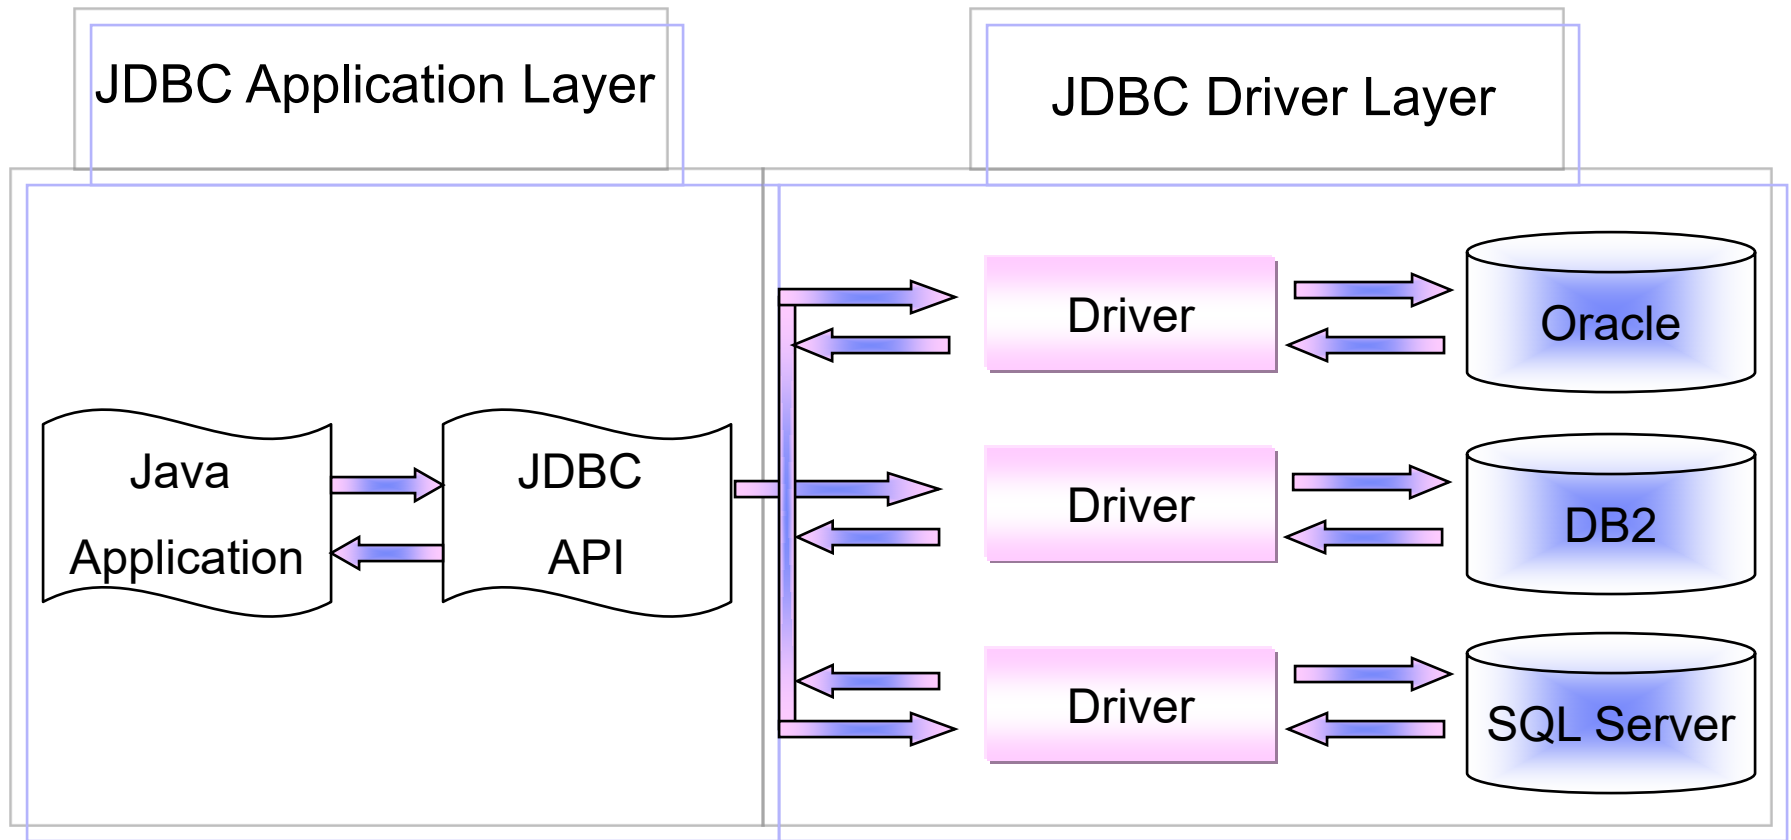 JDBC Application Layer
JDBC Driver Layer
Java
Application
JDBC
API
Driver
Oracle
Driver
DB2
Driver
SQL Server